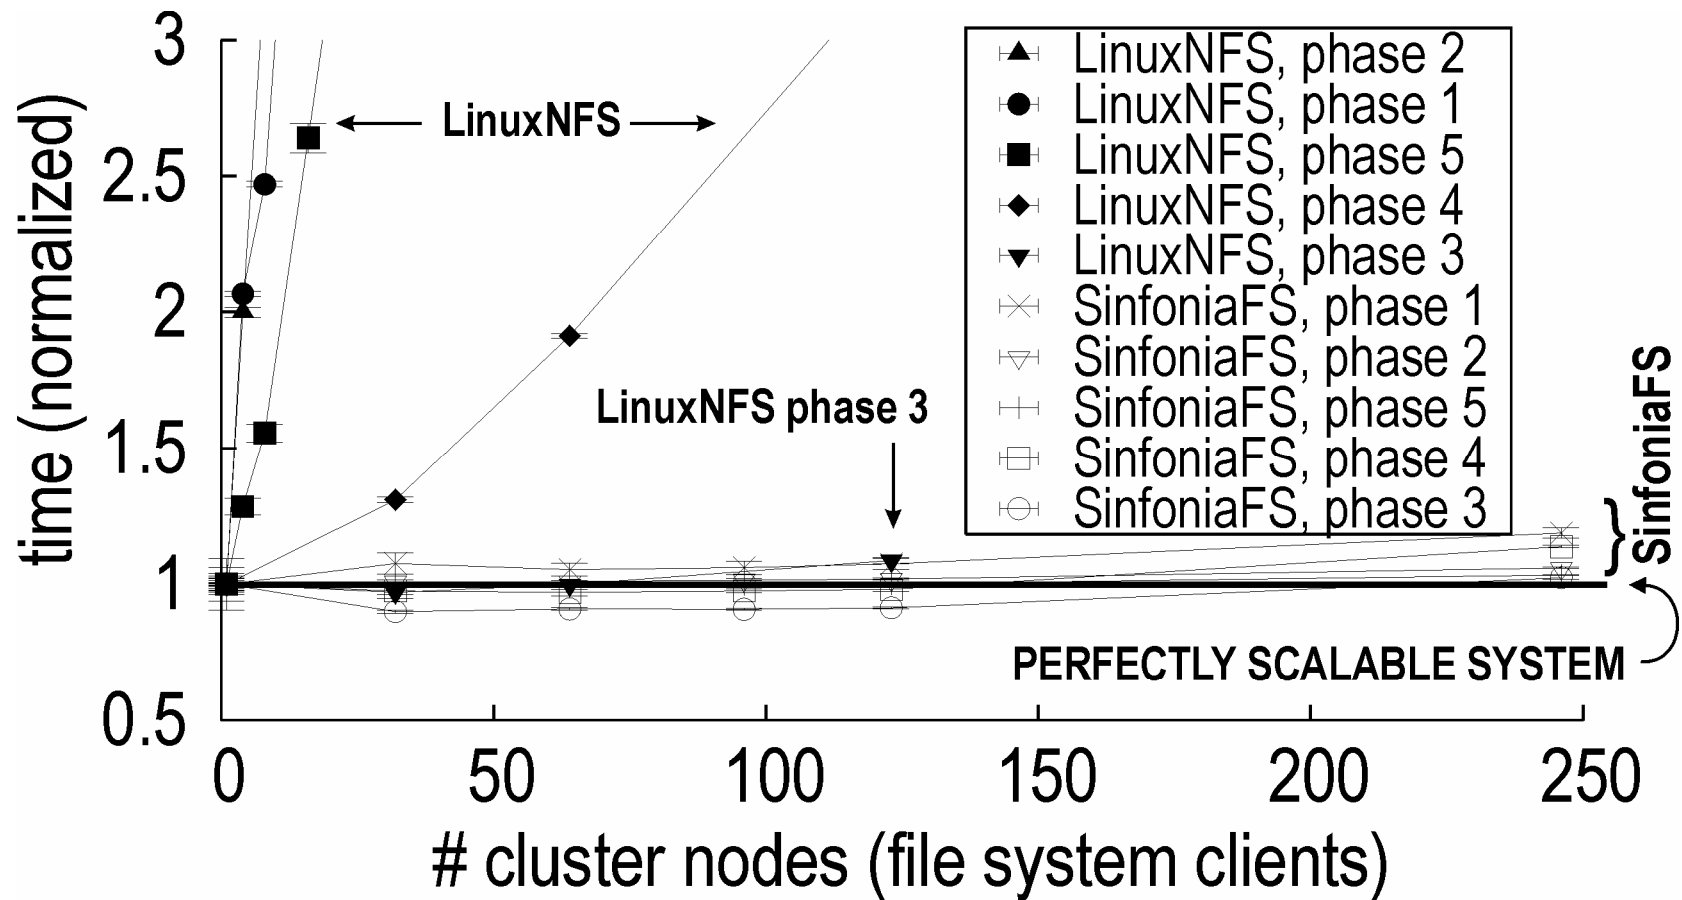 3
2.5
2
1.5
1
0.5
0
50
100
150
200
250
time (normalized)
# cluster nodes (file system clients)
LinuxNFS
LinuxNFS phase 3
LinuxNFS, phase 2
LinuxNFS, phase 1
LinuxNFS, phase 5
LinuxNFS, phase 4
LinuxNFS, phase 3
SinfoniaFS, phase 1
SinfoniaFS, phase 2
SinfoniaFS, phase 5
SinfoniaFS, phase 4
SinfoniaFS, phase 3
SinfoniaFS
PERFECTLY SCALABLE SYSTEM